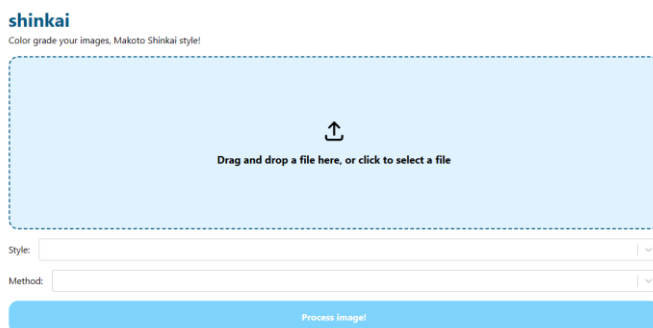 shinkai
Color grade your images, Makoto Shinkai style!
Drag and drop a file here, or click to select a file
Style:
Method:
Process image!